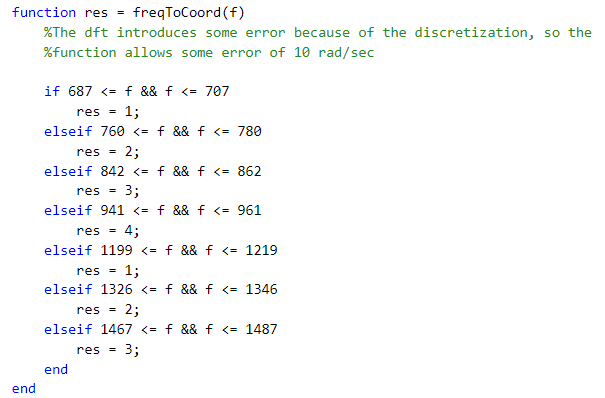 function res = freqToCoord(f)
    %The dft introduces some error because of the discretization, so the
    %function allows some error of 10 rad/sec

    if 687 <= f && f <= 707
        res = 1;
    elseif 760 <= f && f <= 780
        res = 2;
    elseif 842 <= f && f <= 862
        res = 3;
    elseif 941 <= f && f <= 961
        res = 4;
    elseif 1199 <= f && f <= 1219
        res = 1;
    elseif 1326 <= f && f <= 1346
        res = 2;
    elseif 1467 <= f && f <= 1487
        res = 3;
    end
end